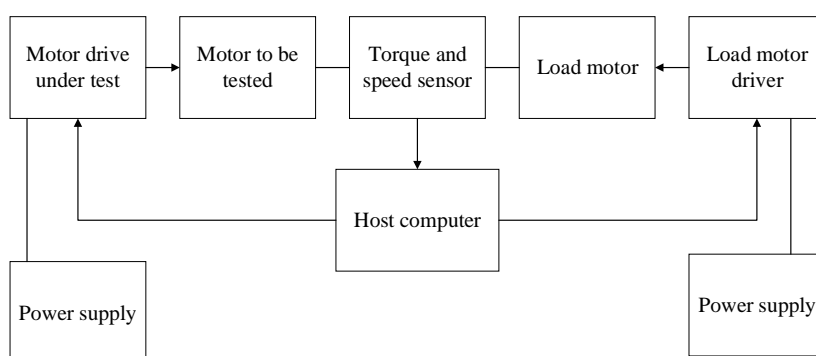 Motor drive
under test
Motor to be
tested
Torque and
speed sensor
Load motor
Load motor
driver
Host computer
Power supply
Power supply